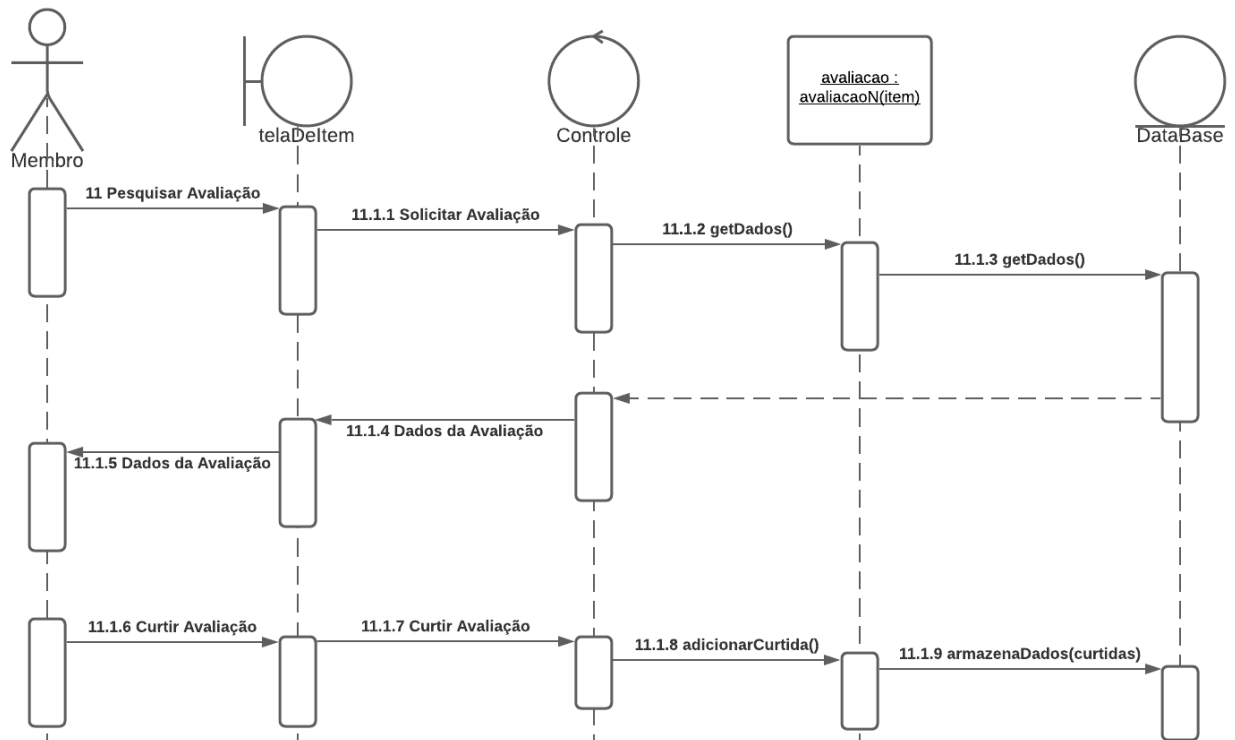 avaliacao :
avaliacaoN(item)
telaDeItem
Controle
DataBase
Membro
11 Pesquisar Avaliação
11.1.1 Solicitar Avaliação
11.1.2 getDados()
11.1.3 getDados()
11.1.4 Dados da Avaliação
11.1.5 Dados da Avaliação
11.1.6 Curtir Avaliação
11.1.7 Curtir Avaliação
11.1.8 adicionarCurtida()
11.1.9 armazenaDados(curtidas)